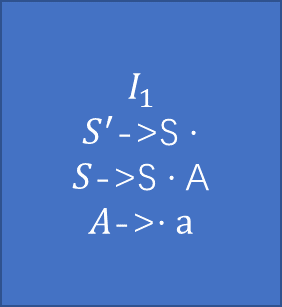 I₁
S′->S ·
S->S · A
A->· a